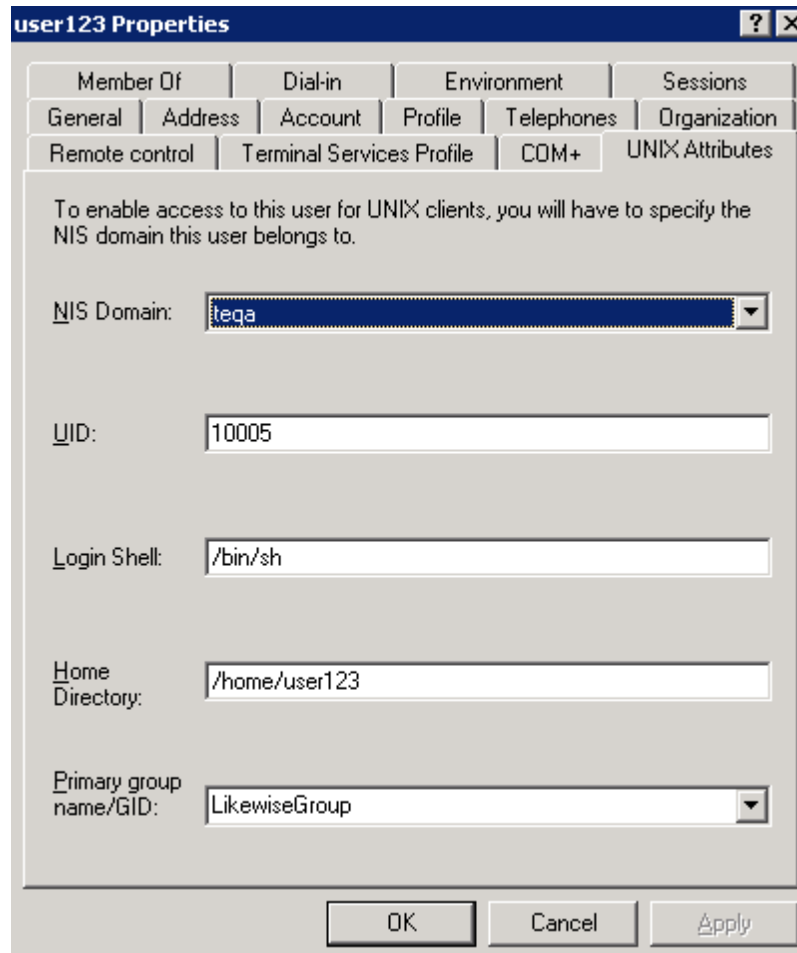 user123 Properties
Member Of Dial-in Environment Sessions
General Address Account Profile Telephones Organization
Remote control Terminal Services Profile COM+ UNIX Attributes
To enable access to this user for UNIX clients, you will have to specify the
NIS domain this user belongs to.
NIS Domain: teqa
UID: 10005
Login Shell: /bin/sh
Home
Directory: /home/user123
Primary group
name/GID: LikewiseGroup
OK Cancel Apply